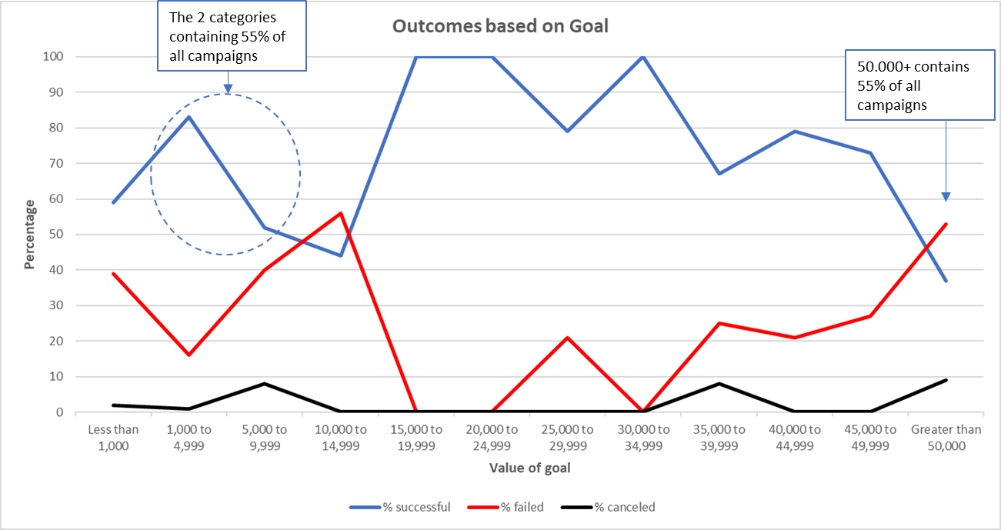 The 2 categories
containing 55% of
all campaigns
Outcomes based on Goal
50.000+ contains
55% of all
campaigns
Percentage
100
90
80
70
60
50
40
30
20
10
0
Less than
1,000
1,000 to
4,999
5,000 to
9,999
10,000 to
14,999
15,000 to
19,999
20,000 to
24,999
25,000 to
29,999
30,000 to
34,999
35,000 to
39,999
40,000 to
44,999
45,000 to
49,999
Greater than
50,000
Value of goal
% successful
% failed
% canceled